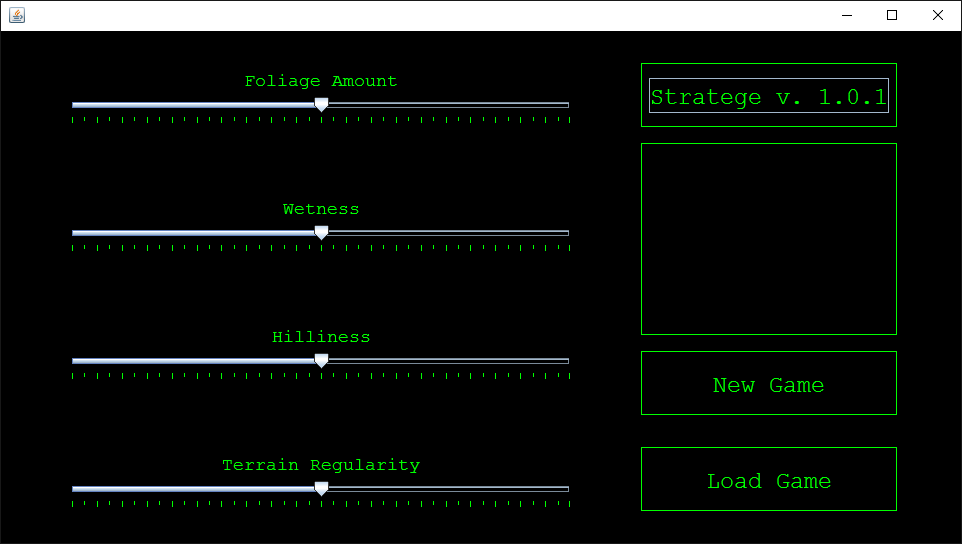 Foliage Amount
Wetness
Hilliness
Terrain Regularity
Stratege v. 1.0.1
New Game
Load Game